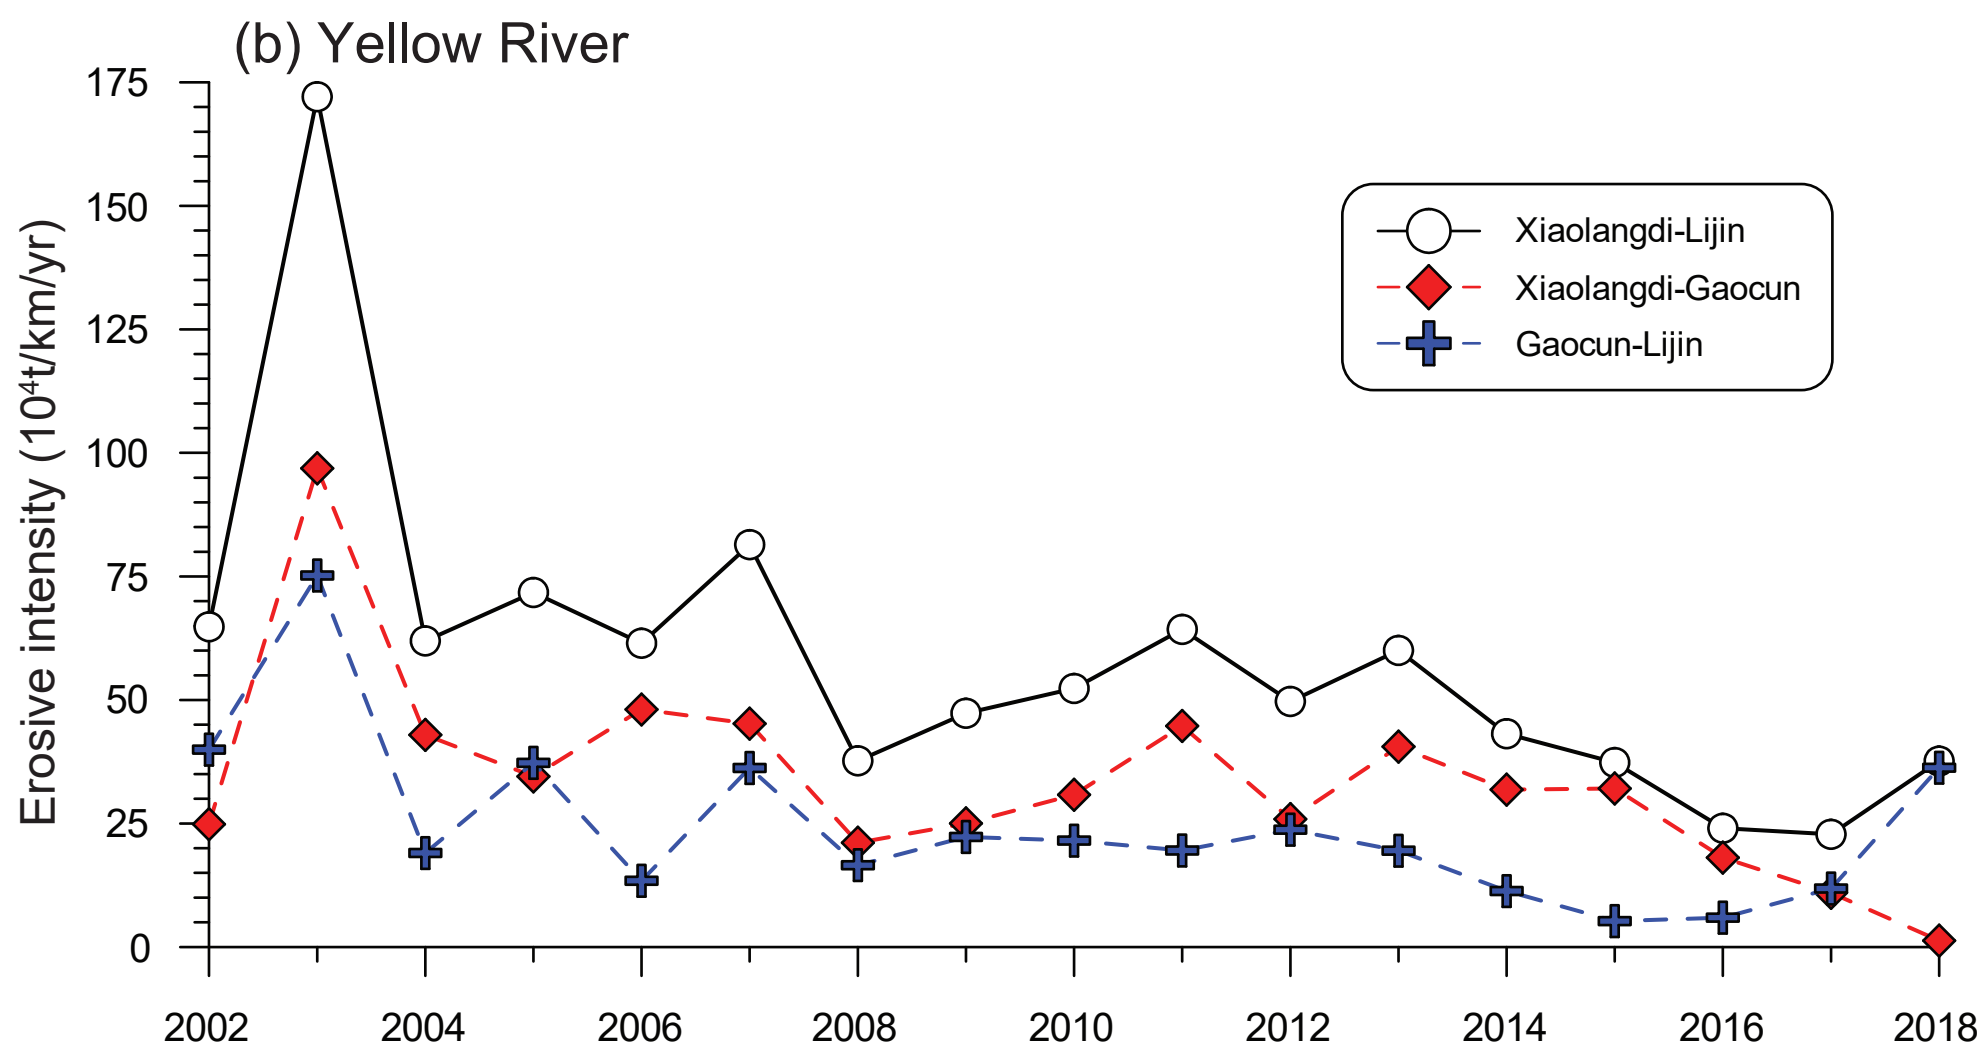 (b) Yellow River
Erosive intensity (10⁴t/km/yr)
175
150
125
100
75
50
25
0
Xiaolangdi-Lijin
Xiaolangdi-Gaocun
Gaocun-Lijin
2002 2004 2006 2008 2010 2012 2014 2016 2018